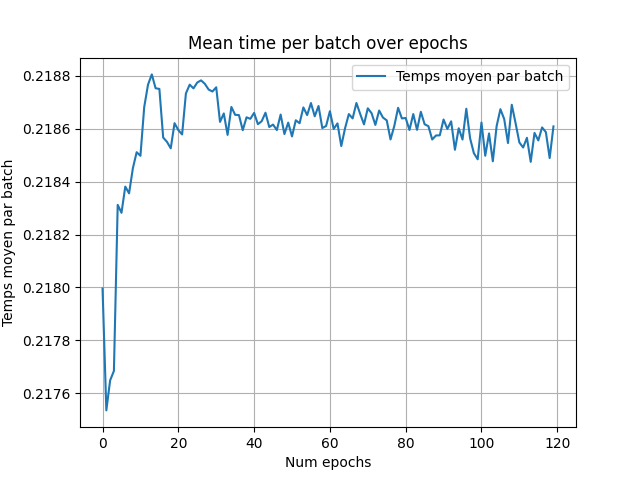 Mean time per batch over epochs
Temps moyen par batch
0.2188
0.2186
0.2184
0.2182
0.2180
0.2178
0.2176
Temps moyen par batch
0 20 40 60 80 100 120
Num epochs